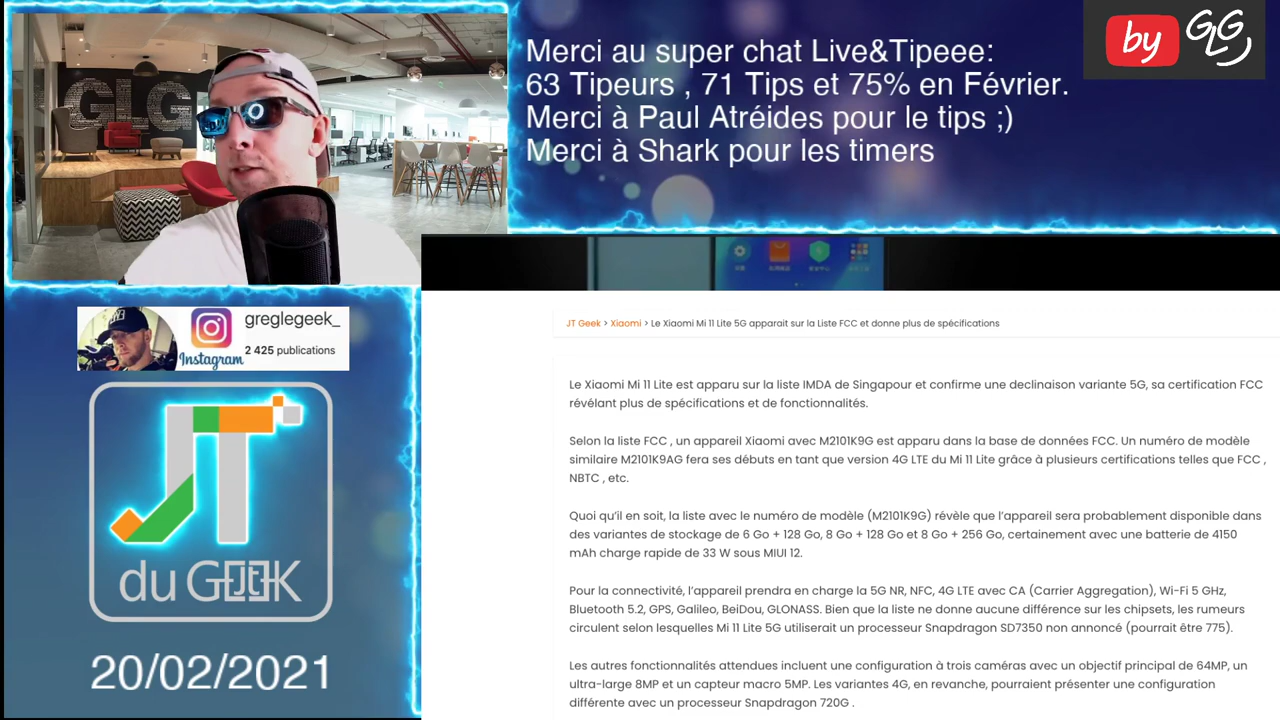 GLG
Merci au super chat Live&Tipeee:
63 Tipeurs , 71 Tips et 75% en Février.
Merci à Paul Atréides pour le tips ;)
Merci à Shark pour les timers
by GLG
greglegeek_
Instagram
2 425 publications
JT
du GEEK
20/02/2021
JT Geek > Xiaomi > Le Xiaomi Mi 11 Lite 5G apparait sur la Liste FCC et donne plus de spécifications
Le Xiaomi Mi 11 Lite est apparu sur la liste IMDA de Singapour et confirme une declinaison variante 5G, sa certification FCC
révélant plus de spécifications et de fonctionnalités.
Selon la liste FCC , un appareil Xiaomi avec M2101K9G est apparu dans la base de données FCC. Un numéro de modèle
similaire M2101K9AG fera ses débuts en tant que version 4G LTE du Mi 11 Lite grâce à plusieurs certifications telles que FCC ,
NBTC , etc.
Quoi qu'il en soit, la liste avec le numéro de modèle (M2101K9G) révèle que l'appareil sera probablement disponible dans
des variantes de stockage de 6 Go + 128 Go, 8 Go + 128 Go et 8 Go + 256 Go, certainement avec une batterie de 4150
mAh charge rapide de 33 W sous MIUI 12.
Pour la connectivité, l'appareil prendra en charge la 5G NR, NFC, 4G LTE avec CA (Carrier Aggregation), Wi-Fi 5 GHz,
Bluetooth 5.2, GPS, Galileo, BeiDou, GLONASS. Bien que la liste ne donne aucune différence sur les chipsets, les rumeurs
circulent selon lesquelles Mi 11 Lite 5G utiliserait un processeur Snapdragon SD7350 non annoncé (pourrait être 775).
Les autres fonctionnalités attendues incluent une configuration à trois caméras avec un objectif principal de 64MP, un
ultra-large 8MP et un capteur macro 5MP. Les variantes 4G, en revanche, pourraient présenter une configuration
différente avec un processeur Snapdragon 720G .